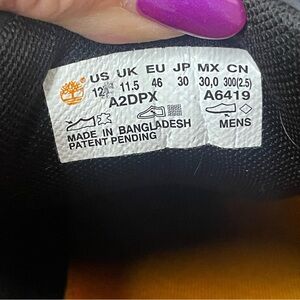 US UK EU JP MX CN
12 11.5 46 30 30,0 300(2.5)
A2DPX A6419
MADE IN BANGLADESH MENS
PATENT PENDING